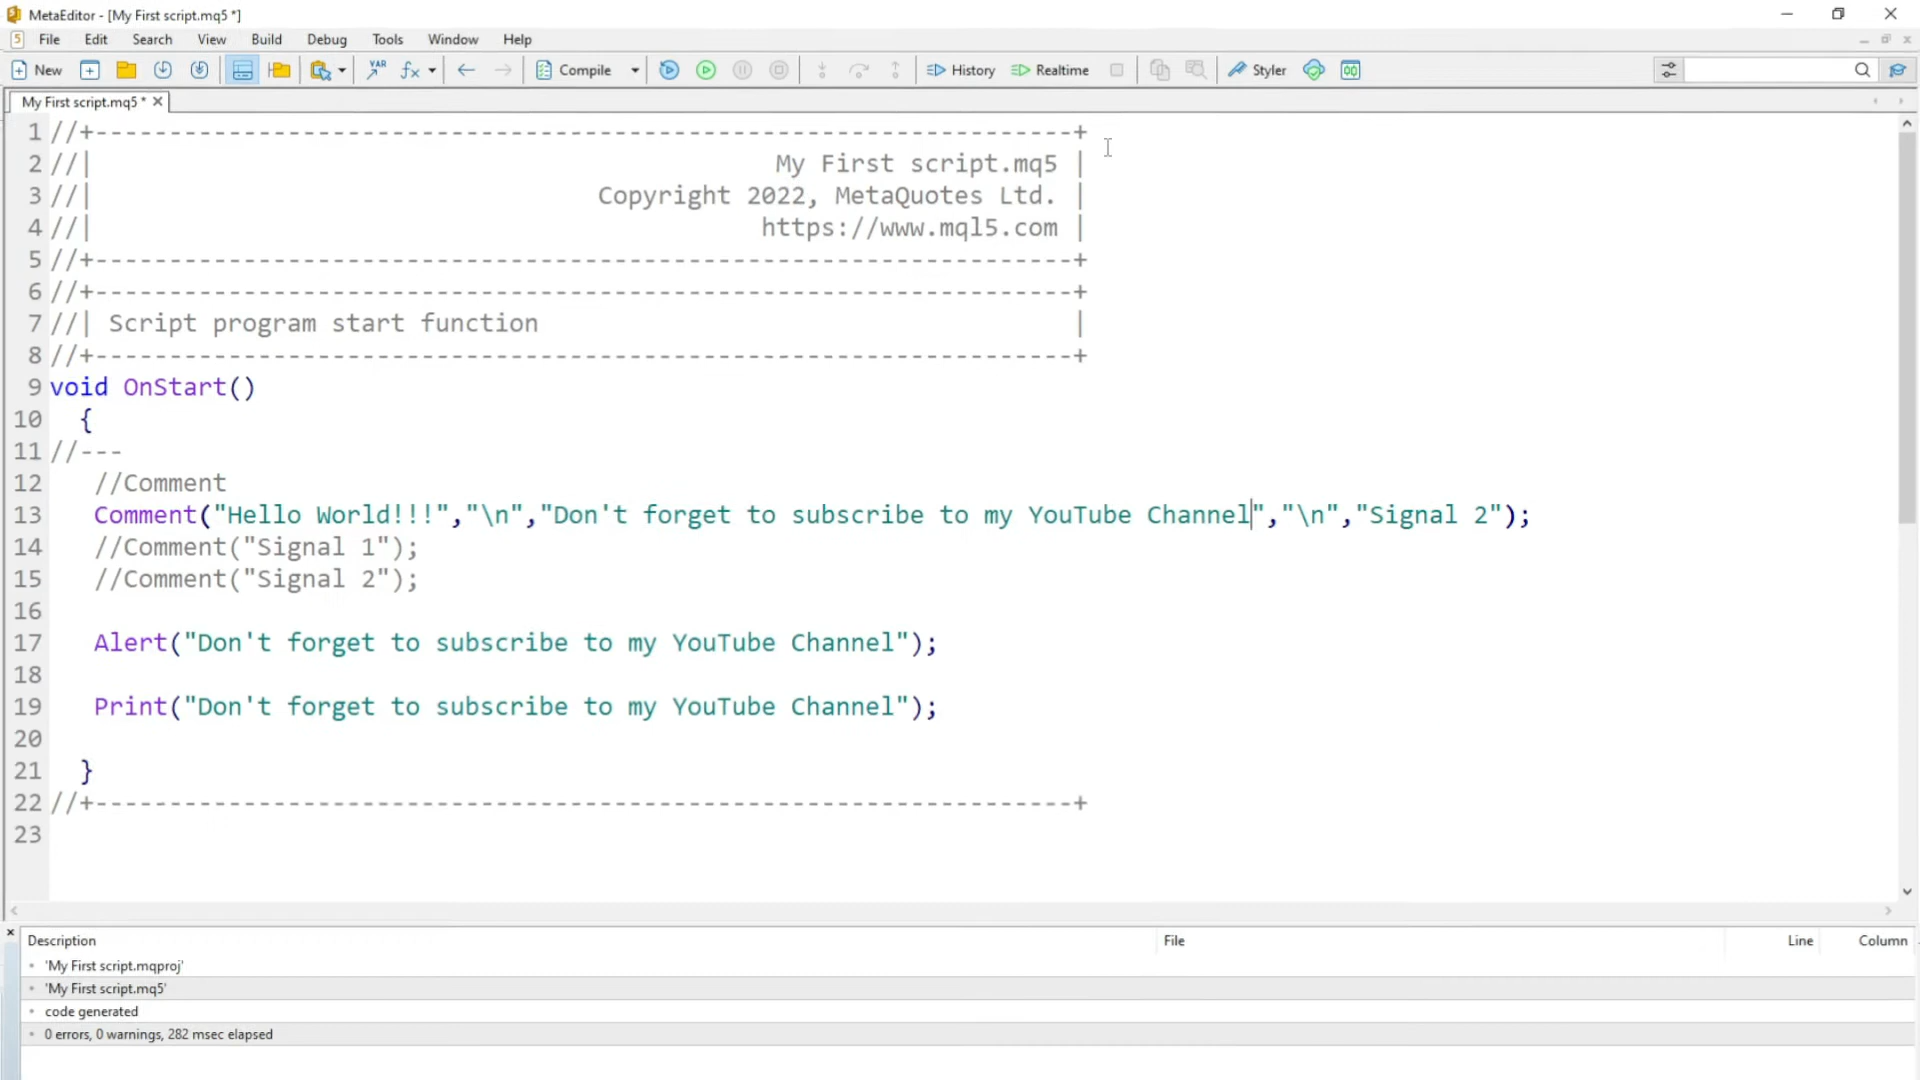 MetaEditor - [My First script.mq5 *]
5 File Edit Search View Build Debug Tools Window Help
New VAR fx Compile History Realtime Styler
My First script.mq5 *
1 //+------------------------------------------------------------------+
2 //| My First script.mq5 |
3 //| Copyright 2022, MetaQuotes Ltd. |
4 //| https://www.mql5.com |
5 //+------------------------------------------------------------------+
6 //+------------------------------------------------------------------+
7 //| Script program start function |
8 //+------------------------------------------------------------------+
9 void OnStart()
10 {
11 //---
12 //Comment
13 Comment("Hello World!!!","\n","Don't forget to subscribe to my YouTube Channel","\n","Signal 2");
14 //Comment("Signal 1");
15 //Comment("Signal 2");
16
17 Alert("Don't forget to subscribe to my YouTube Channel");
18
19 Print("Don't forget to subscribe to my YouTube Channel");
20
21 }
22 //+------------------------------------------------------------------+
23
Description File Line Column
'My First script.mqproj'
'My First script.mq5'
code generated
0 errors, 0 warnings, 282 msec elapsed